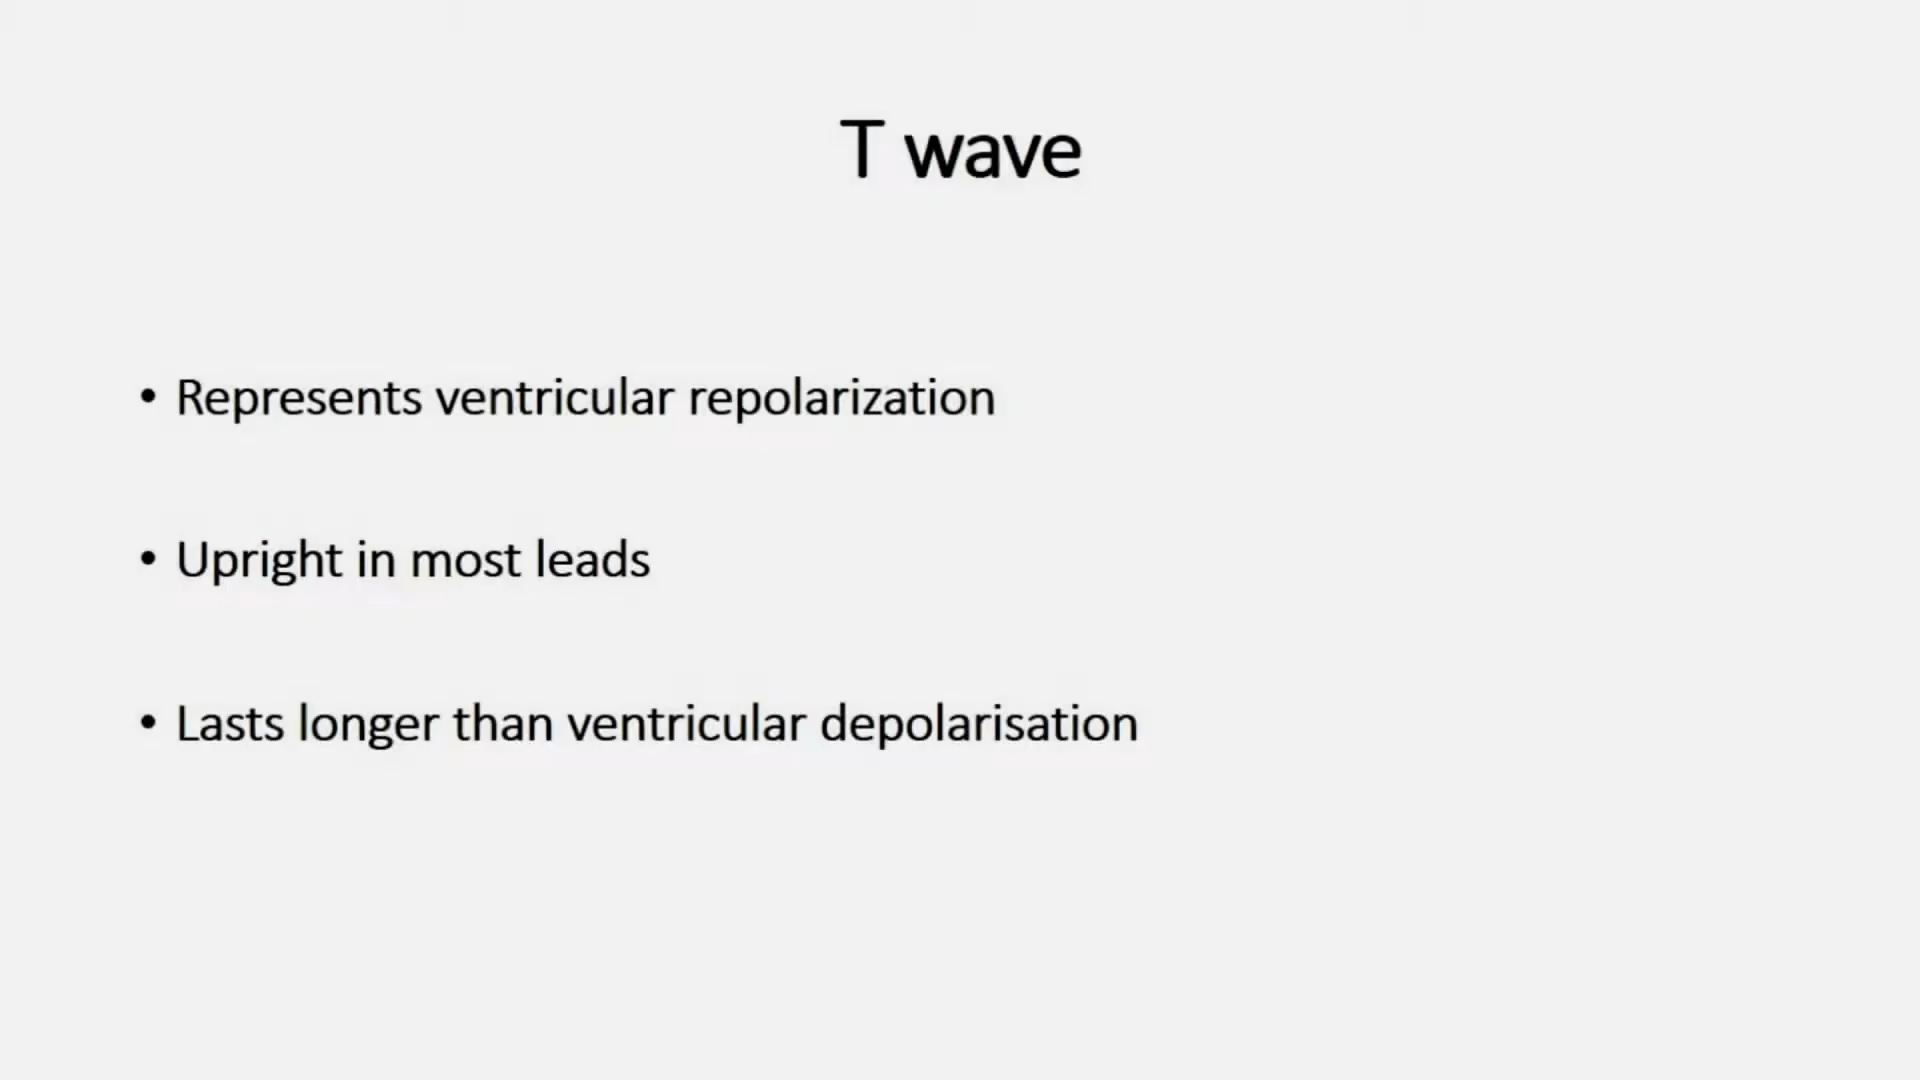 T wave
• Represents ventricular repolarization
• Upright in most leads
• Lasts longer than ventricular depolarisation